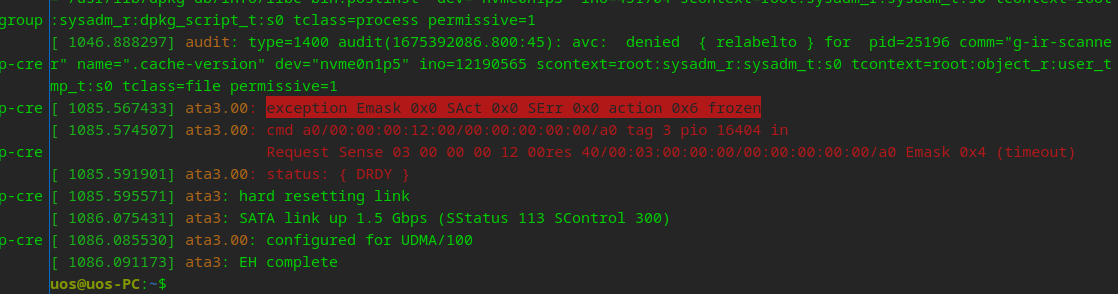 group :sysadm_r:dpkg_script_t:s0 tclass=process permissive=1
[ 1046.888297] audit: type=1400 audit(1675392086.800:45): avc:  denied  { relabelto } for  pid=25196 comm="g-ir-scanne
p-cre r" name=".cache-version" dev="nvme0n1p5" ino=12190565 scontext=root:sysadm_r:sysadm_t:s0 tcontext=root:object_r:user_t
mp_t:s0 tclass=file permissive=1
p-cre [ 1085.567433] ata3.00: exception Emask 0x0 SAct 0x0 SErr 0x0 action 0x6 frozen
[ 1085.574507] ata3.00: cmd a0/00:00:00:12:00/00:00:00:00:00/a0 tag 3 pio 16404 in
p-cre Request Sense 03 00 00 00 12 00res 40/00:03:00:00:00/00:00:00:00:00/a0 Emask 0x4 (timeout)
[ 1085.591901] ata3.00: status: { DRDY }
p-cre [ 1085.595571] ata3: hard resetting link
[ 1086.075431] ata3: SATA link up 1.5 Gbps (SStatus 113 SControl 300)
p-cre [ 1086.085530] ata3.00: configured for UDMA/100
[ 1086.091173] ata3: EH complete
uos@uos-PC:~$